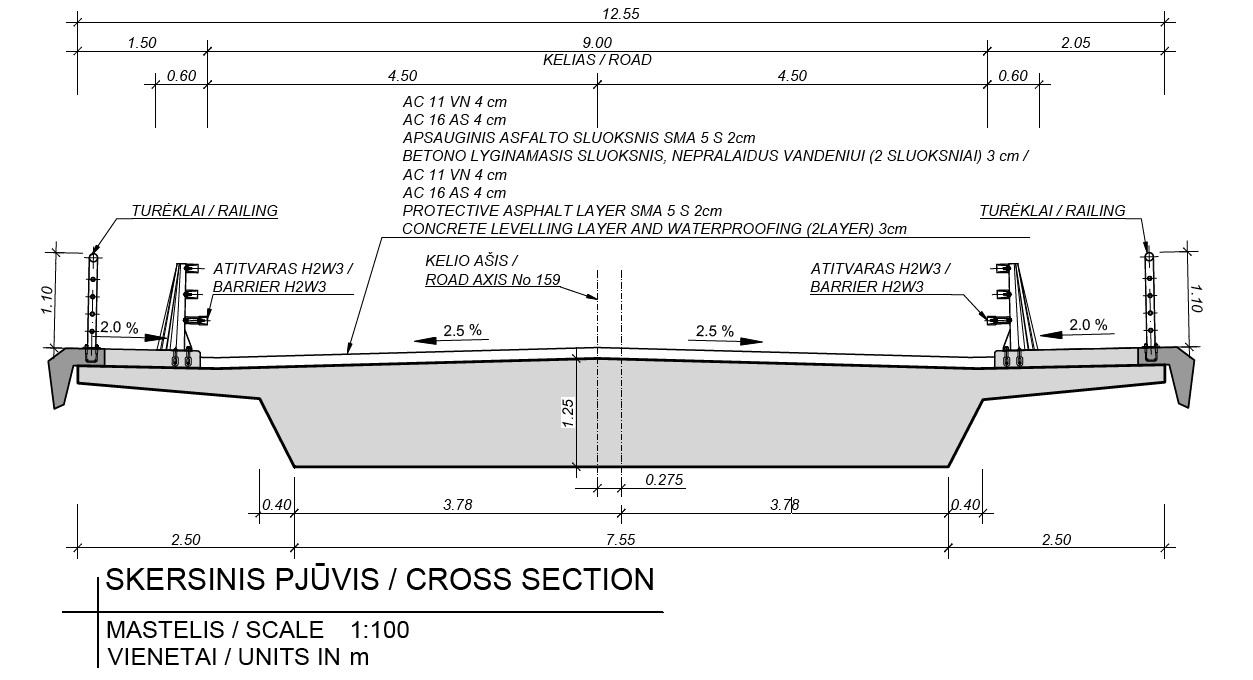 12.55
1.50 9.00 2.05
KELIAS / ROAD
0.60 4.50 4.50 0.60
AC 11 VN 4 cm
AC 16 AS 4 cm
APSAUGINIS ASFALTO SLUOKSNIS SMA 5 S 2cm
BETONO LYGINAMASIS SLUOKSNIS, NEPRALAIDUS VANDENIUI (2 SLUOKSNIAI) 3 cm /
AC 11 VN 4 cm
AC 16 AS 4 cm
PROTECTIVE ASPHALT LAYER SMA 5 S 2cm
CONCRETE LEVELLING LAYER AND WATERPROOFING (2LAYER) 3cm
TURĖKLAI / RAILING
TURĖKLAI / RAILING
KELIO AŠIS /
ROAD AXIS No 159
ATITVARAS H2W3 /
BARRIER H2W3
ATITVARAS H2W3 /
BARRIER H2W3
1.10
1.10
2.0 %
2.5 %
2.5 %
2.0 %
1.25
0.275
0.40 3.78 3.78 0.40
2.50 7.55 2.50
SKERSINIS PJŪVIS / CROSS SECTION
MASTELIS / SCALE 1:100
VIENETAI / UNITS IN m